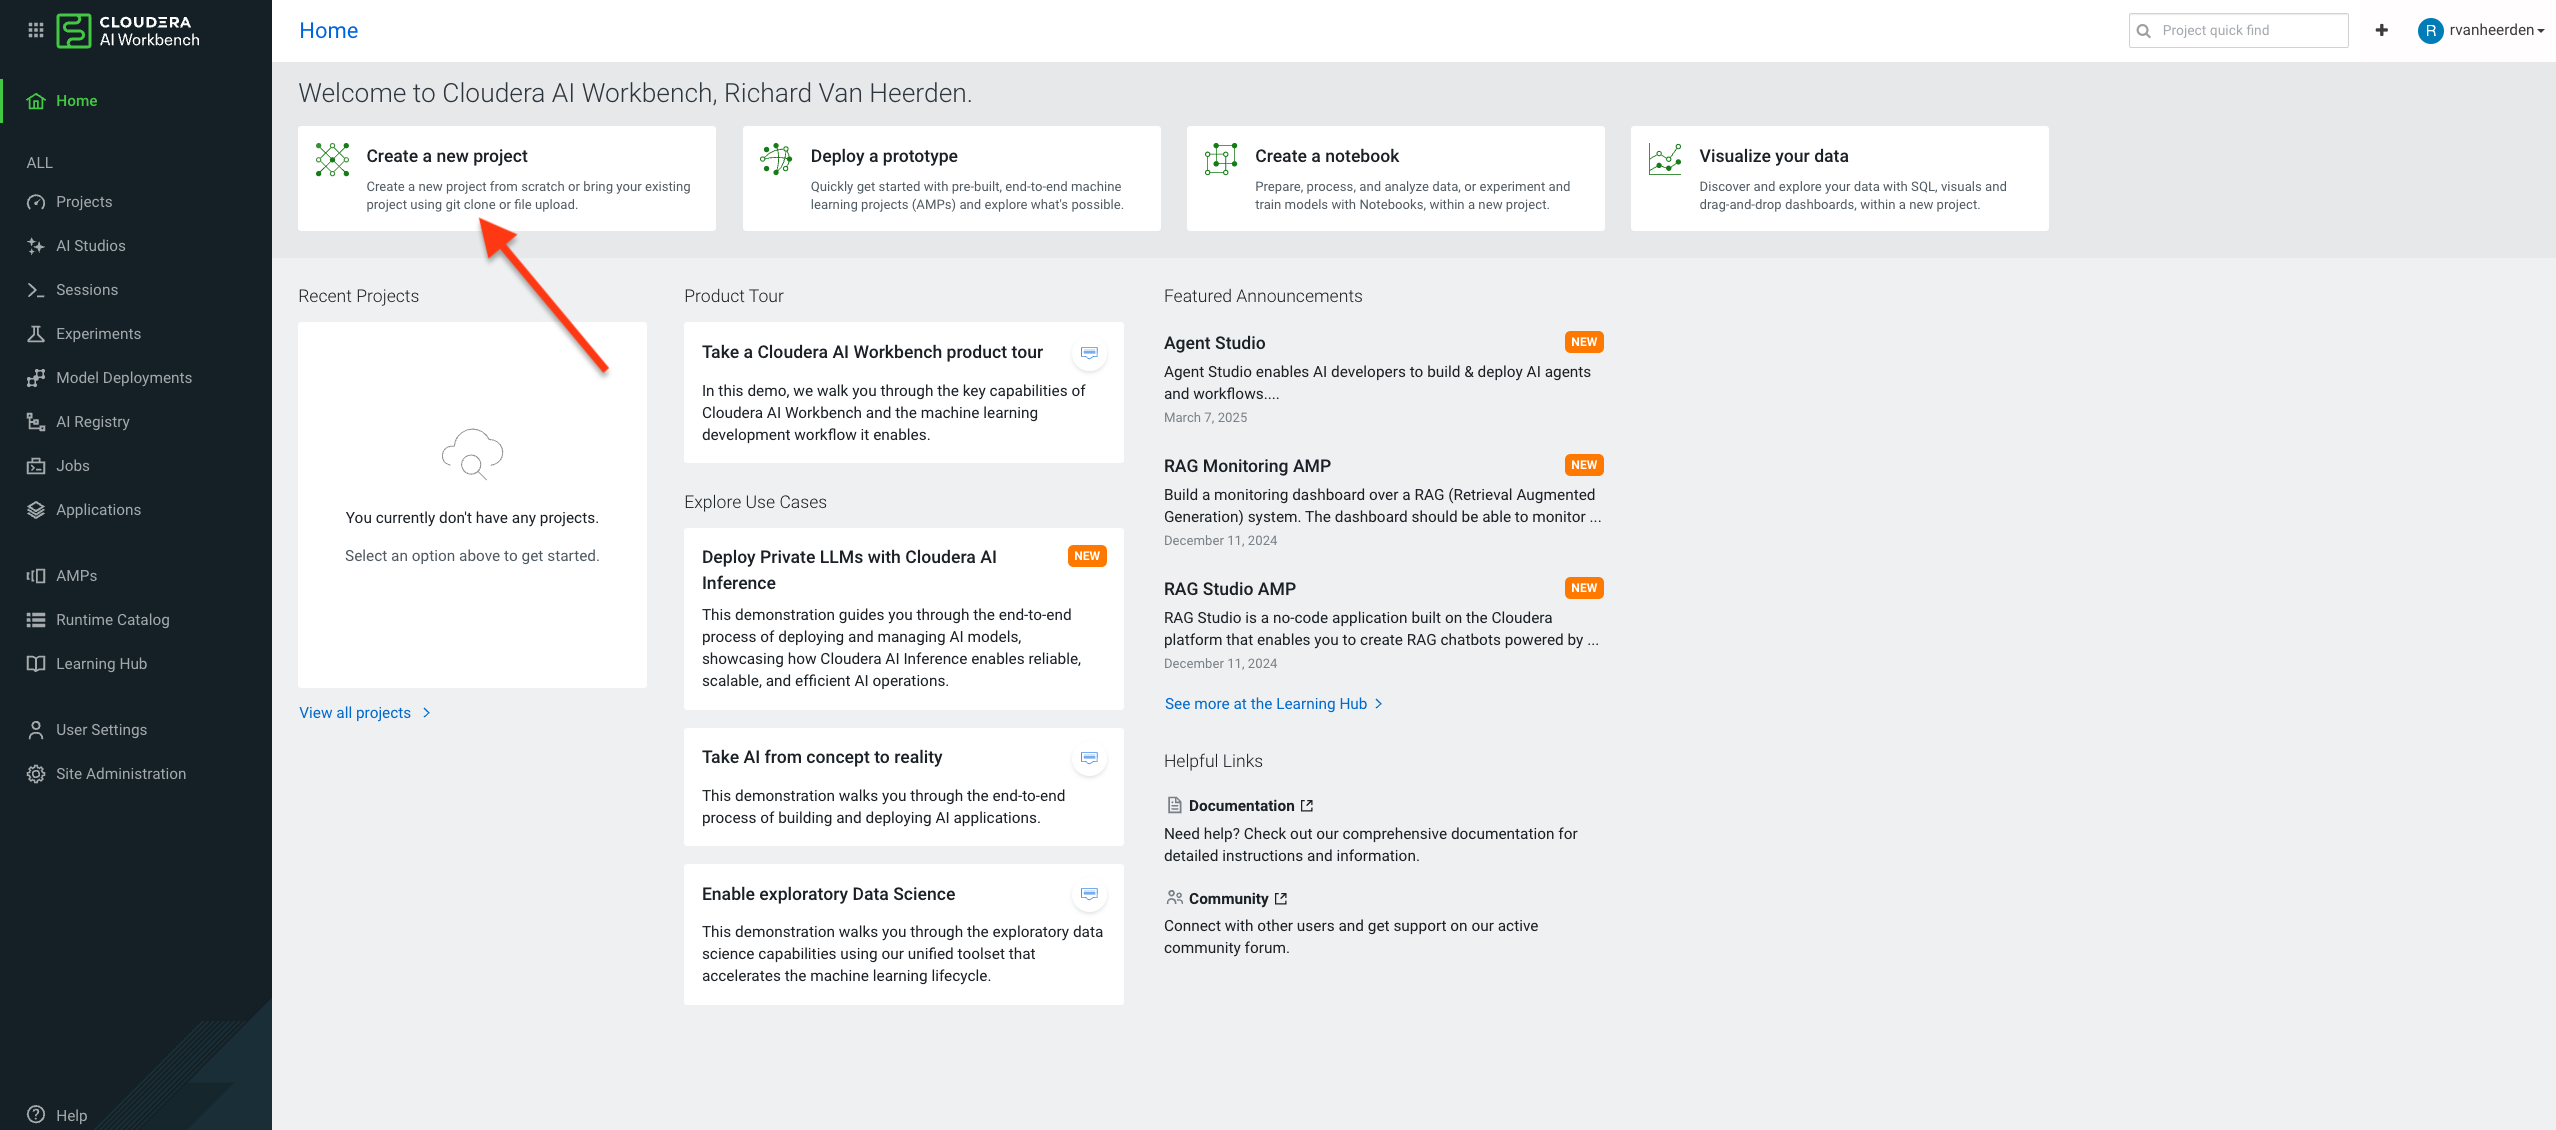 CLOUDERA
AI Workbench
Home
Project quick find
R
rvanheerden
Home
ALL
Projects
AI Studios
Sessions
Experiments
Model Deployments
AI Registry
Jobs
Applications
AMPs
Runtime Catalog
Learning Hub
User Settings
Site Administration
Help
Welcome to Cloudera AI Workbench, Richard Van Heerden.
Create a new project
Create a new project from scratch or bring your existing
project using git clone or file upload.
Deploy a prototype
Quickly get started with pre-built, end-to-end machine
learning projects (AMPs) and explore what's possible.
Create a notebook
Prepare, process, and analyze data, or experiment and
train models with Notebooks, within a new project.
Visualize your data
Discover and explore your data with SQL, visuals and
drag-and-drop dashboards, within a new project.
Recent Projects
You currently don't have any projects.
Select an option above to get started.
View all projects
Product Tour
Take a Cloudera AI Workbench product tour
In this demo, we walk you through the key capabilities of
Cloudera AI Workbench and the machine learning
development workflow it enables.
Explore Use Cases
Deploy Private LLMs with Cloudera AI
Inference
NEW
This demonstration guides you through the end-to-end
process of deploying and managing AI models,
showcasing how Cloudera AI Inference enables reliable,
scalable, and efficient AI operations.
Take AI from concept to reality
This demonstration walks you through the end-to-end
process of building and deploying AI applications.
Enable exploratory Data Science
This demonstration walks you through the exploratory data
science capabilities using our unified toolset that
accelerates the machine learning lifecycle.
Featured Announcements
Agent Studio
NEW
Agent Studio enables AI developers to build & deploy AI agents
and workflows....
March 7, 2025
RAG Monitoring AMP
NEW
Build a monitoring dashboard over a RAG (Retrieval Augmented
Generation) system. The dashboard should be able to monitor ...
December 11, 2024
RAG Studio AMP
NEW
RAG Studio is a no-code application built on the Cloudera
platform that enables you to create RAG chatbots powered by ...
December 11, 2024
See more at the Learning Hub
Helpful Links
Documentation
Need help? Check out our comprehensive documentation for
detailed instructions and information.
Community
Connect with other users and get support on our active
community forum.